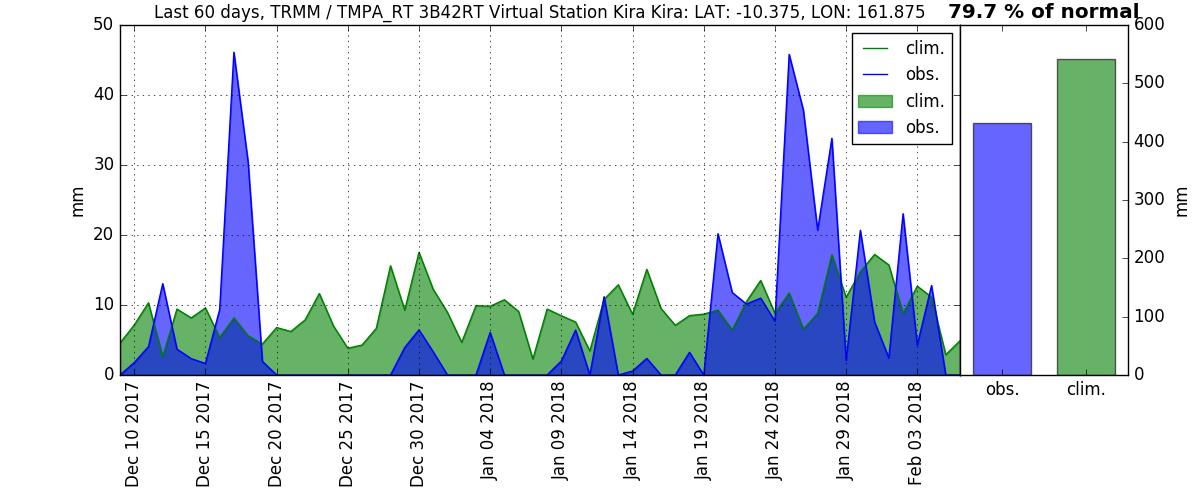 Last 60 days, TRMM / TMPA_RT 3B42RT Virtual Station Kira Kira: LAT: -10.375, LON: 161.875
79.7 % of normal
50
40
30
20
10
0
mm
clim.
obs.
clim.
obs.
Dec 10 2017
Dec 15 2017
Dec 20 2017
Dec 25 2017
Dec 30 2017
Jan 04 2018
Jan 09 2018
Jan 14 2018
Jan 19 2018
Jan 24 2018
Jan 29 2018
Feb 03 2018
600
500
400
300
200
100
0
mm
obs.
clim.